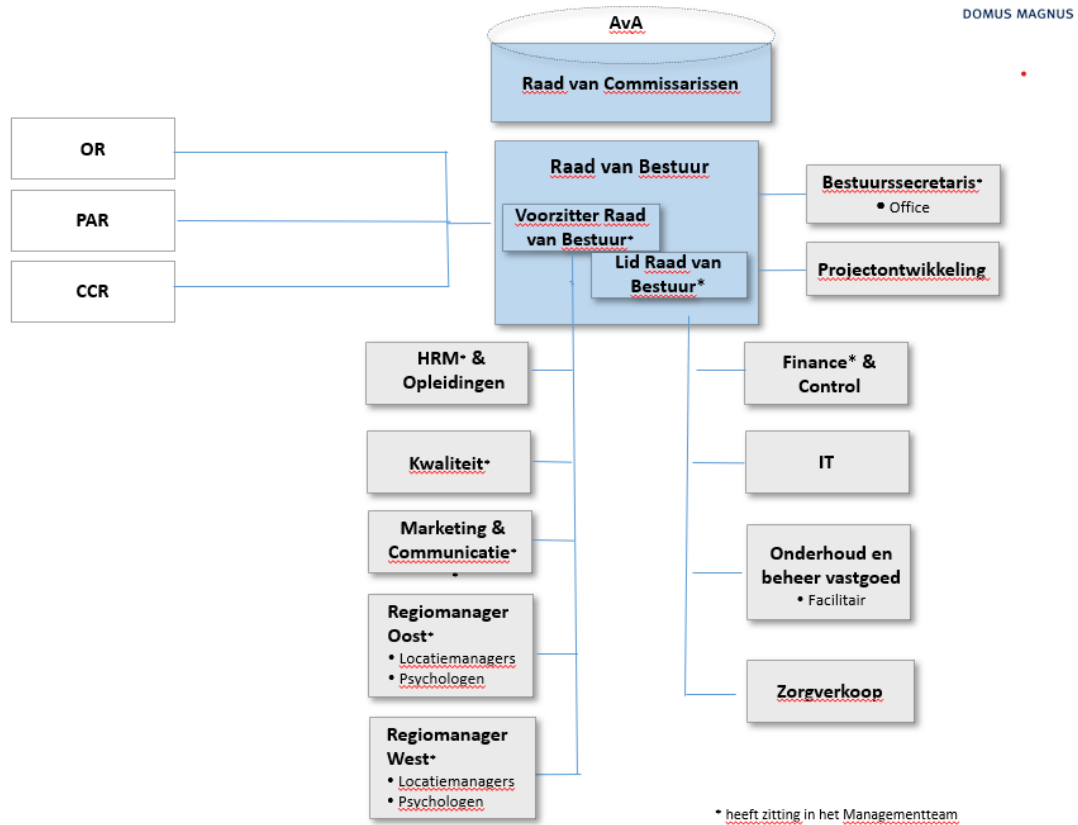 DOMUS MAGNUS
AvA
Raad van Commissarissen
OR
PAR
CCR
Raad van Bestuur
Voorzitter Raad
van Bestuur*
Lid Raad van
Bestuur*
Bestuurssecretaris*
• Office
Projectontwikkeling
HRM* &
Opleidingen
Kwaliteit*
Marketing &
Communicatie*
•
Regiomanager
Oost*
• Locatiemanagers
• Psychologen
Regiomanager
West*
• Locatiemanagers
• Psychologen
Finance* &
Control
IT
Onderhoud en
beheer vastgoed
• Facilitair
Zorgverkoop
* heeft zitting in het Managementteam